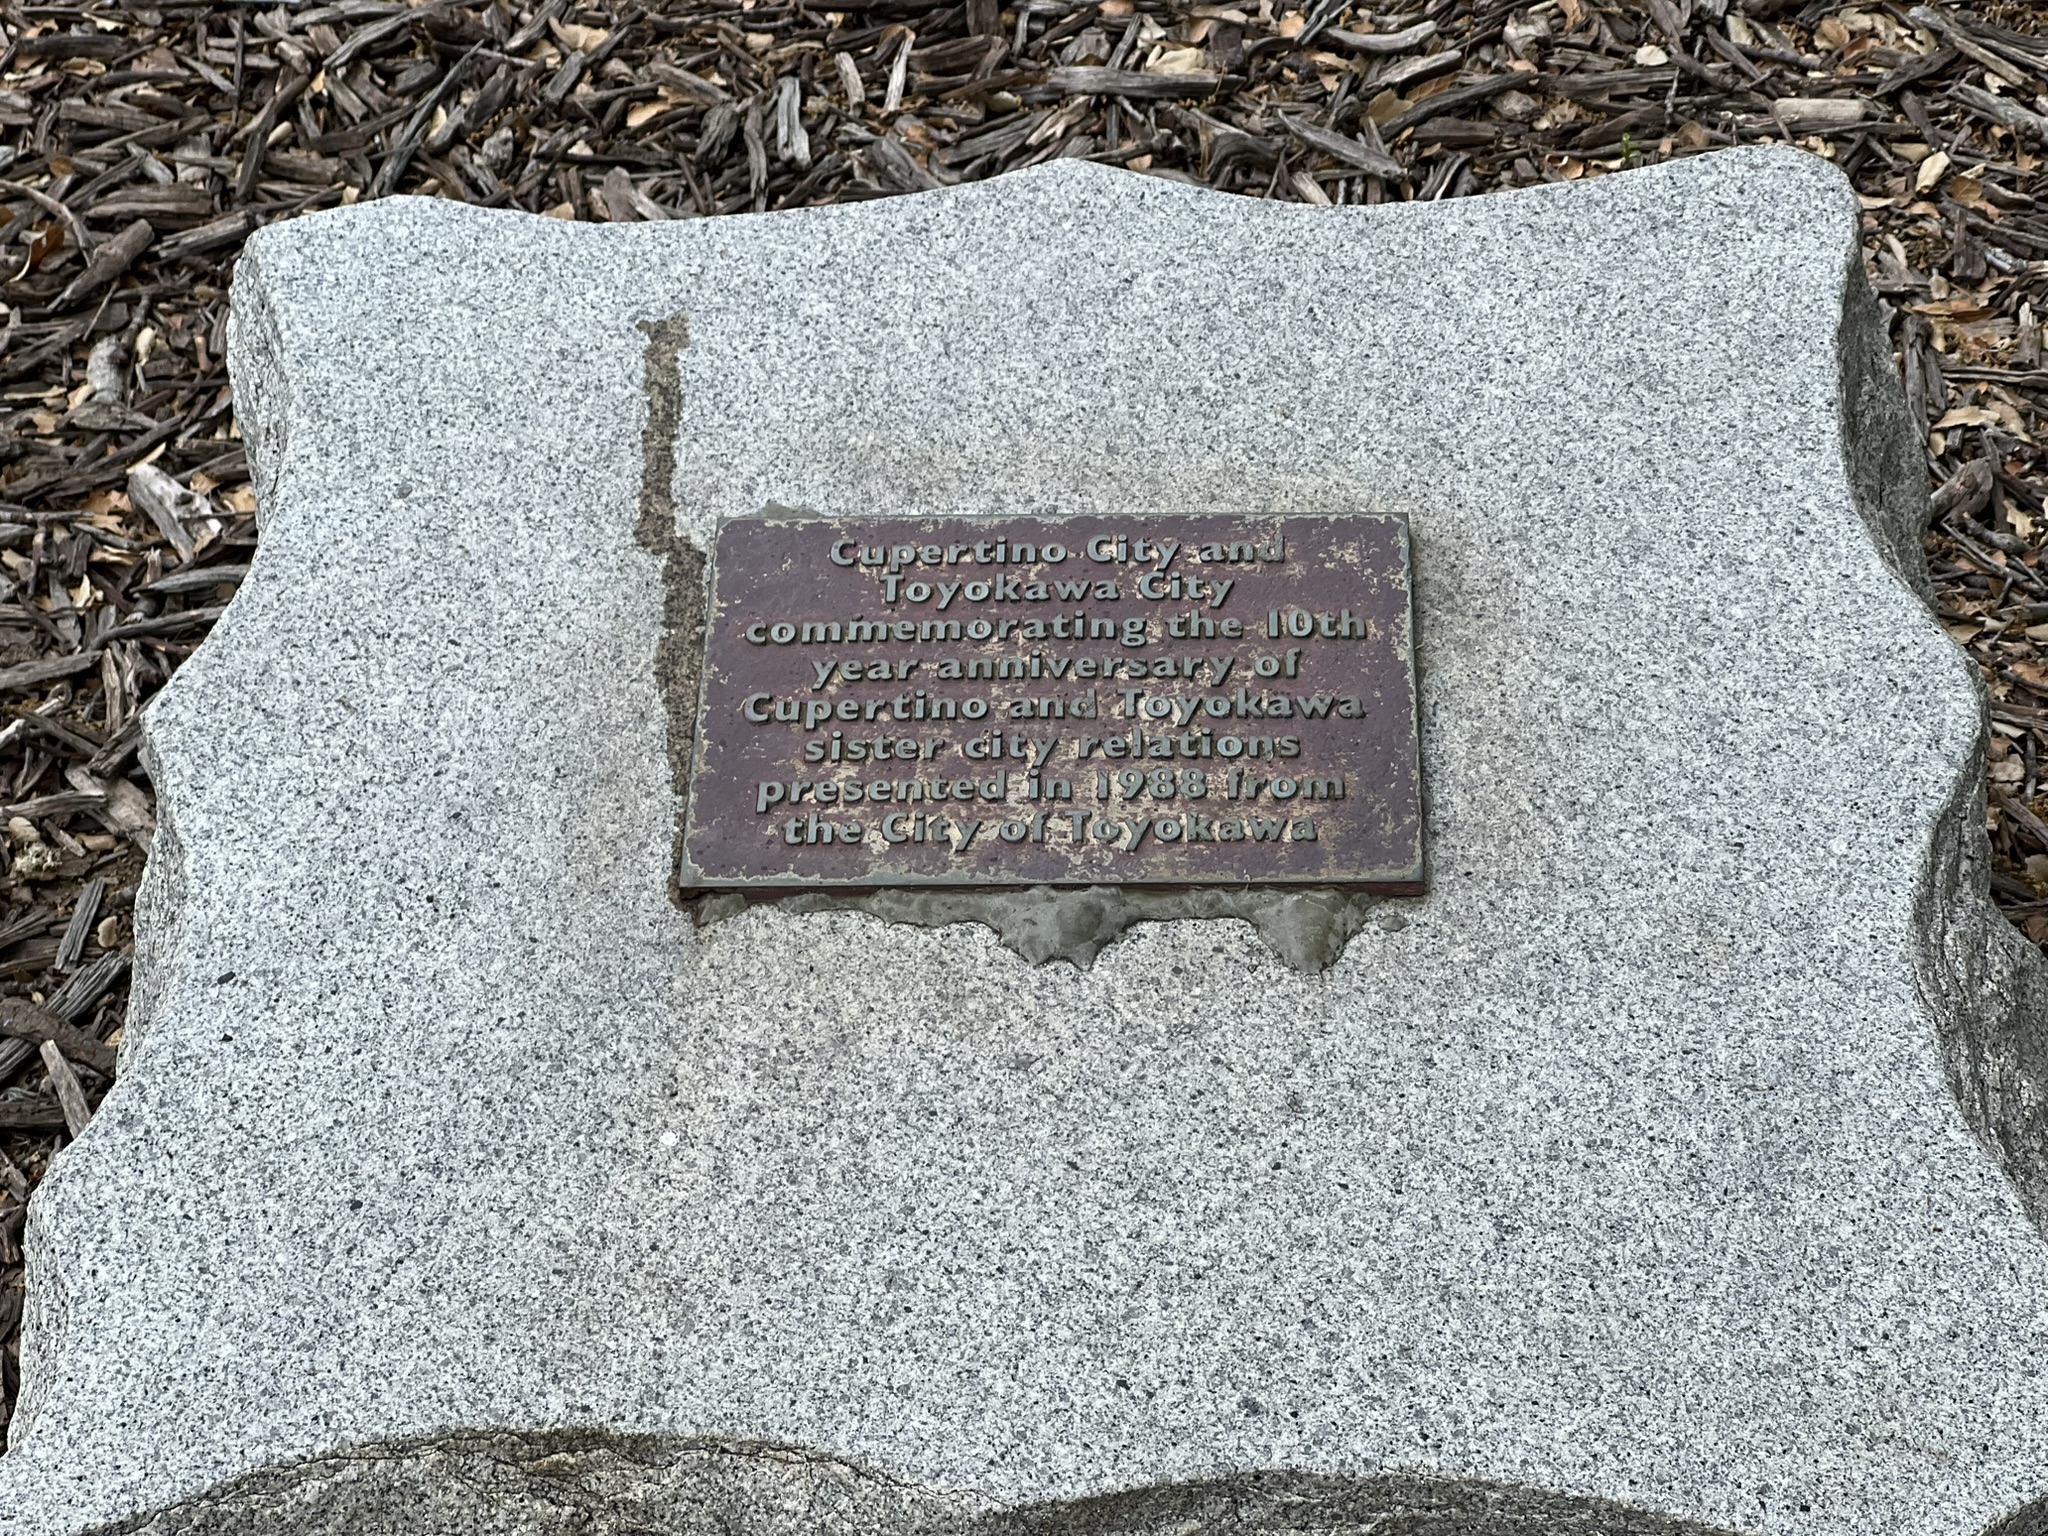 Cupertino City and
Toyokawa City
commemorating the 10th
year anniversary of
Cupertino and Toyokawa
sister city relations
presented in 1988 from
the City of Toyokawa